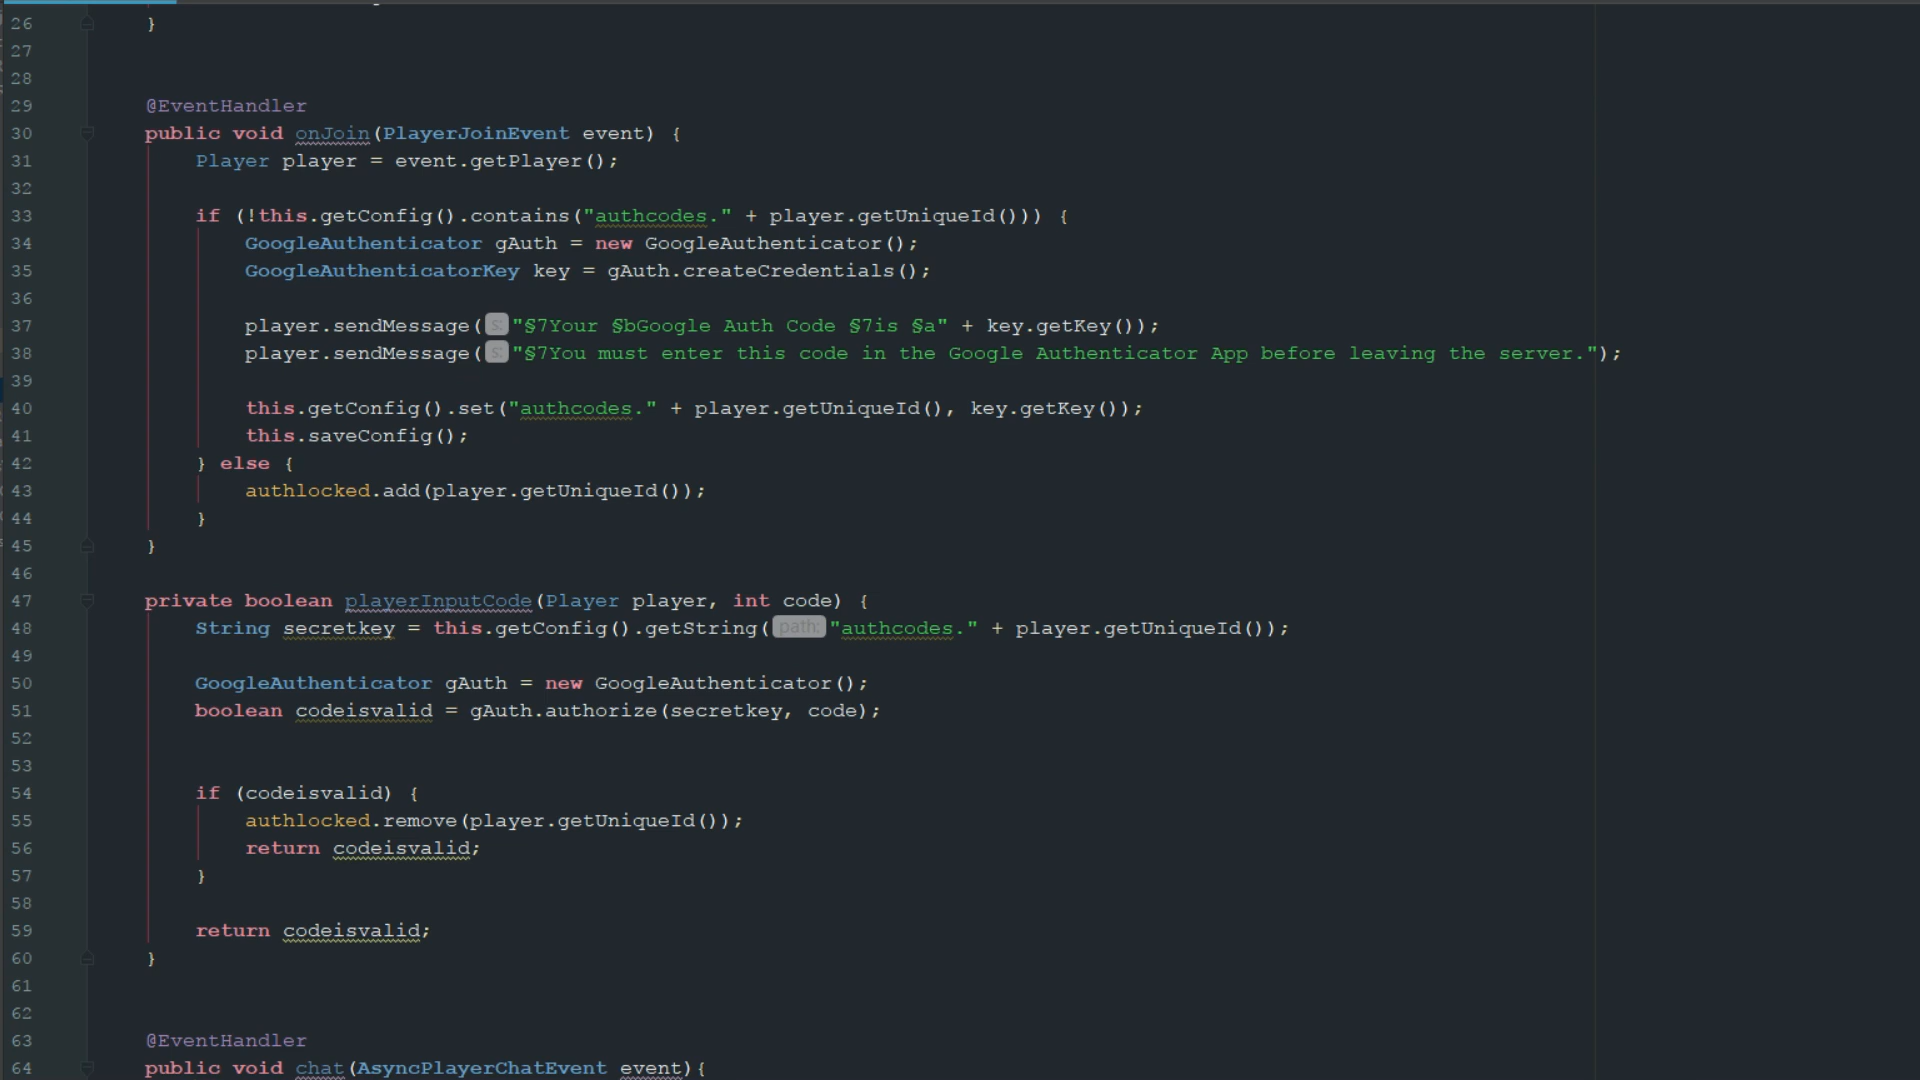 26 }
27
28
29 @EventHandler
30 public void onJoin(PlayerJoinEvent event) {
31 Player player = event.getPlayer();
32
33 if (!this.getConfig().contains("authcodes." + player.getUniqueId())) {
34 GoogleAuthenticator gAuth = new GoogleAuthenticator();
35 GoogleAuthenticatorKey key = gAuth.createCredentials();
36
37 player.sendMessage( s: "§7Your §bGoogle Auth Code §7is §a" + key.getKey());
38 player.sendMessage( s: "§7You must enter this code in the Google Authenticator App before leaving the server.");
39
40 this.getConfig().set("authcodes." + player.getUniqueId(), key.getKey());
41 this.saveConfig();
42 } else {
43 authlocked.add(player.getUniqueId());
44 }
45 }
46
47 private boolean playerInputCode(Player player, int code) {
48 String secretkey = this.getConfig().getString( path: "authcodes." + player.getUniqueId());
49
50 GoogleAuthenticator gAuth = new GoogleAuthenticator();
51 boolean codeisvalid = gAuth.authorize(secretkey, code);
52
53
54 if (codeisvalid) {
55 authlocked.remove(player.getUniqueId());
56 return codeisvalid;
57 }
58
59 return codeisvalid;
60 }
61
62
63 @EventHandler
64 public void chat(AsyncPlayerChatEvent event){